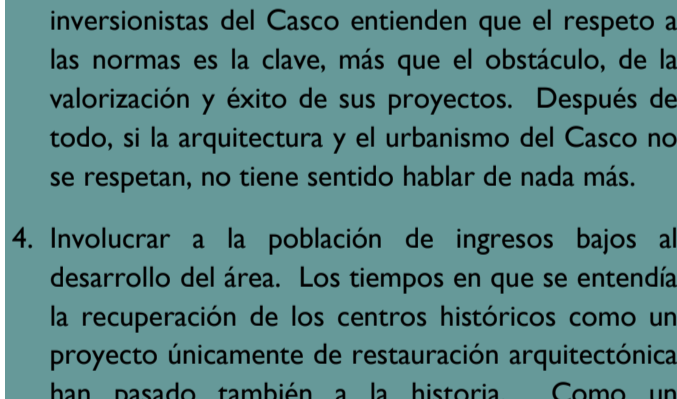 inversionistas del Casco entienden que el respeto a
las normas es la clave, más que el obstáculo, de la
valorización y éxito de sus proyectos. Después de
todo, si la arquitectura y el urbanismo del Casco no
se respetan, no tiene sentido hablar de nada más.
4. Involucrar a la población de ingresos bajos al
desarrollo del área. Los tiempos en que se entendía
la recuperación de los centros históricos como un
proyecto únicamente de restauración arquitectónica
han pasado también a la historia. Como un